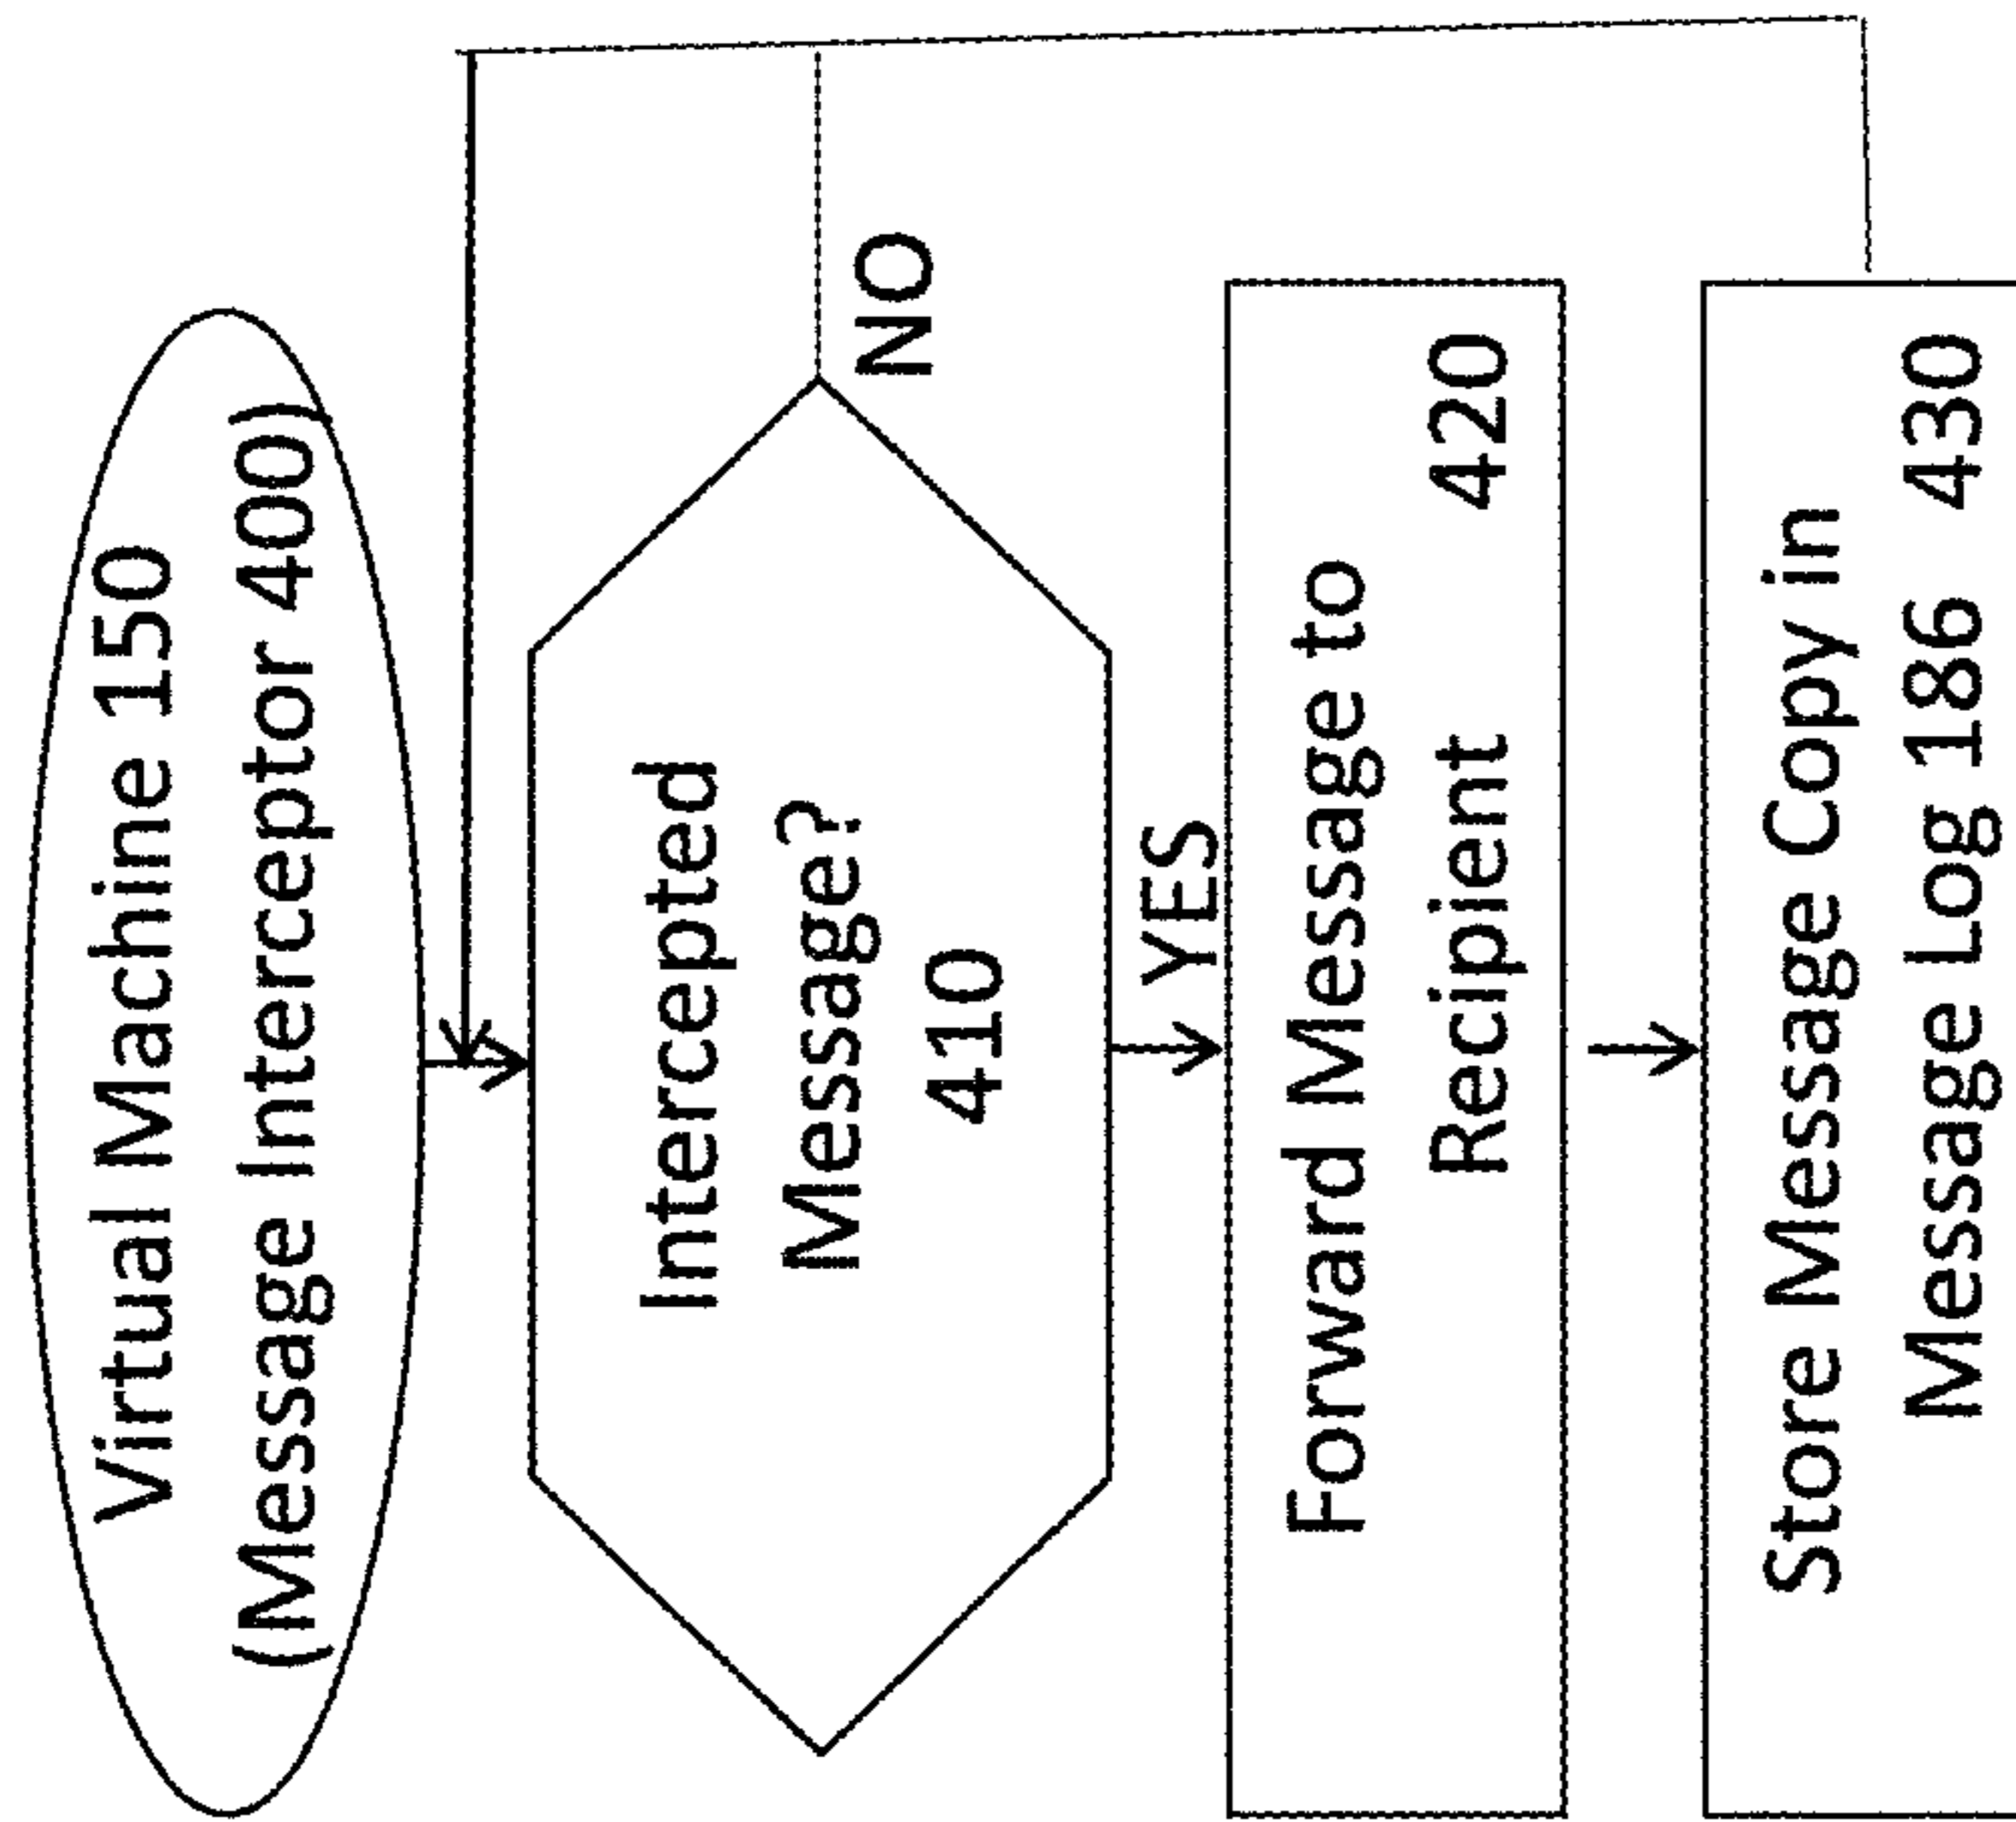 Virtual Machine 150
(Message Interceptor 400)
Intercepted
Message?
410
NO
YES
Forward Message to
Recipient 420
Store Message Copy in
Message Log 186 430